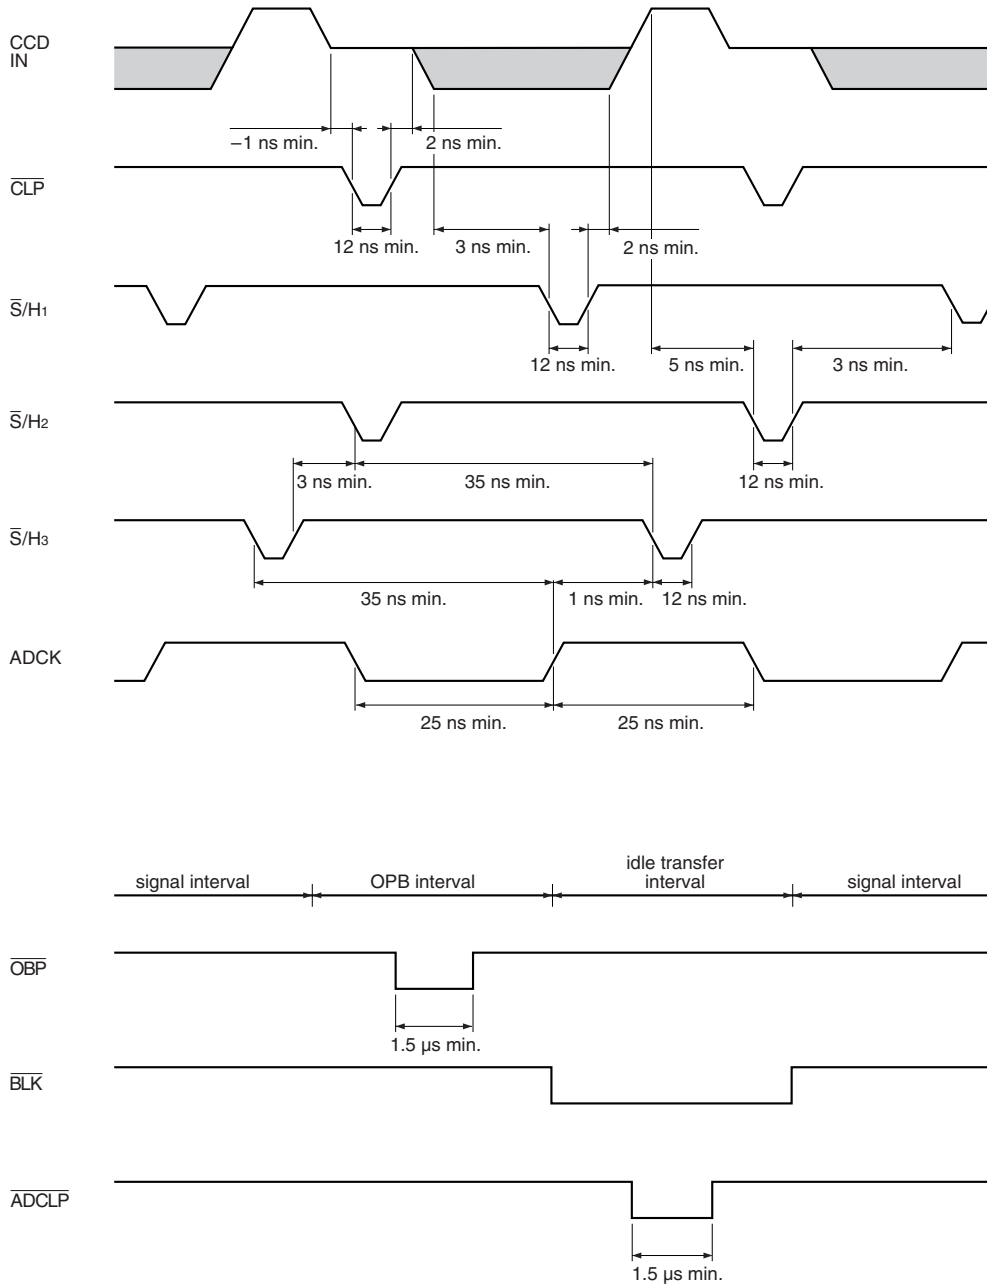 CCD
IN
−1 ns min.
2 ns min.
CLP
12 ns min.
3 ns min.
2 ns min.
S/H1
12 ns min.
5 ns min.
3 ns min.
S/H2
3 ns min.
35 ns min.
12 ns min.
S/H3
35 ns min.
1 ns min.
12 ns min.
ADCK
25 ns min.
25 ns min.
signal interval
OPB interval
idle transfer
interval
signal interval
OBP
1.5 μs min.
BLK
ADCLP
1.5 μs min.